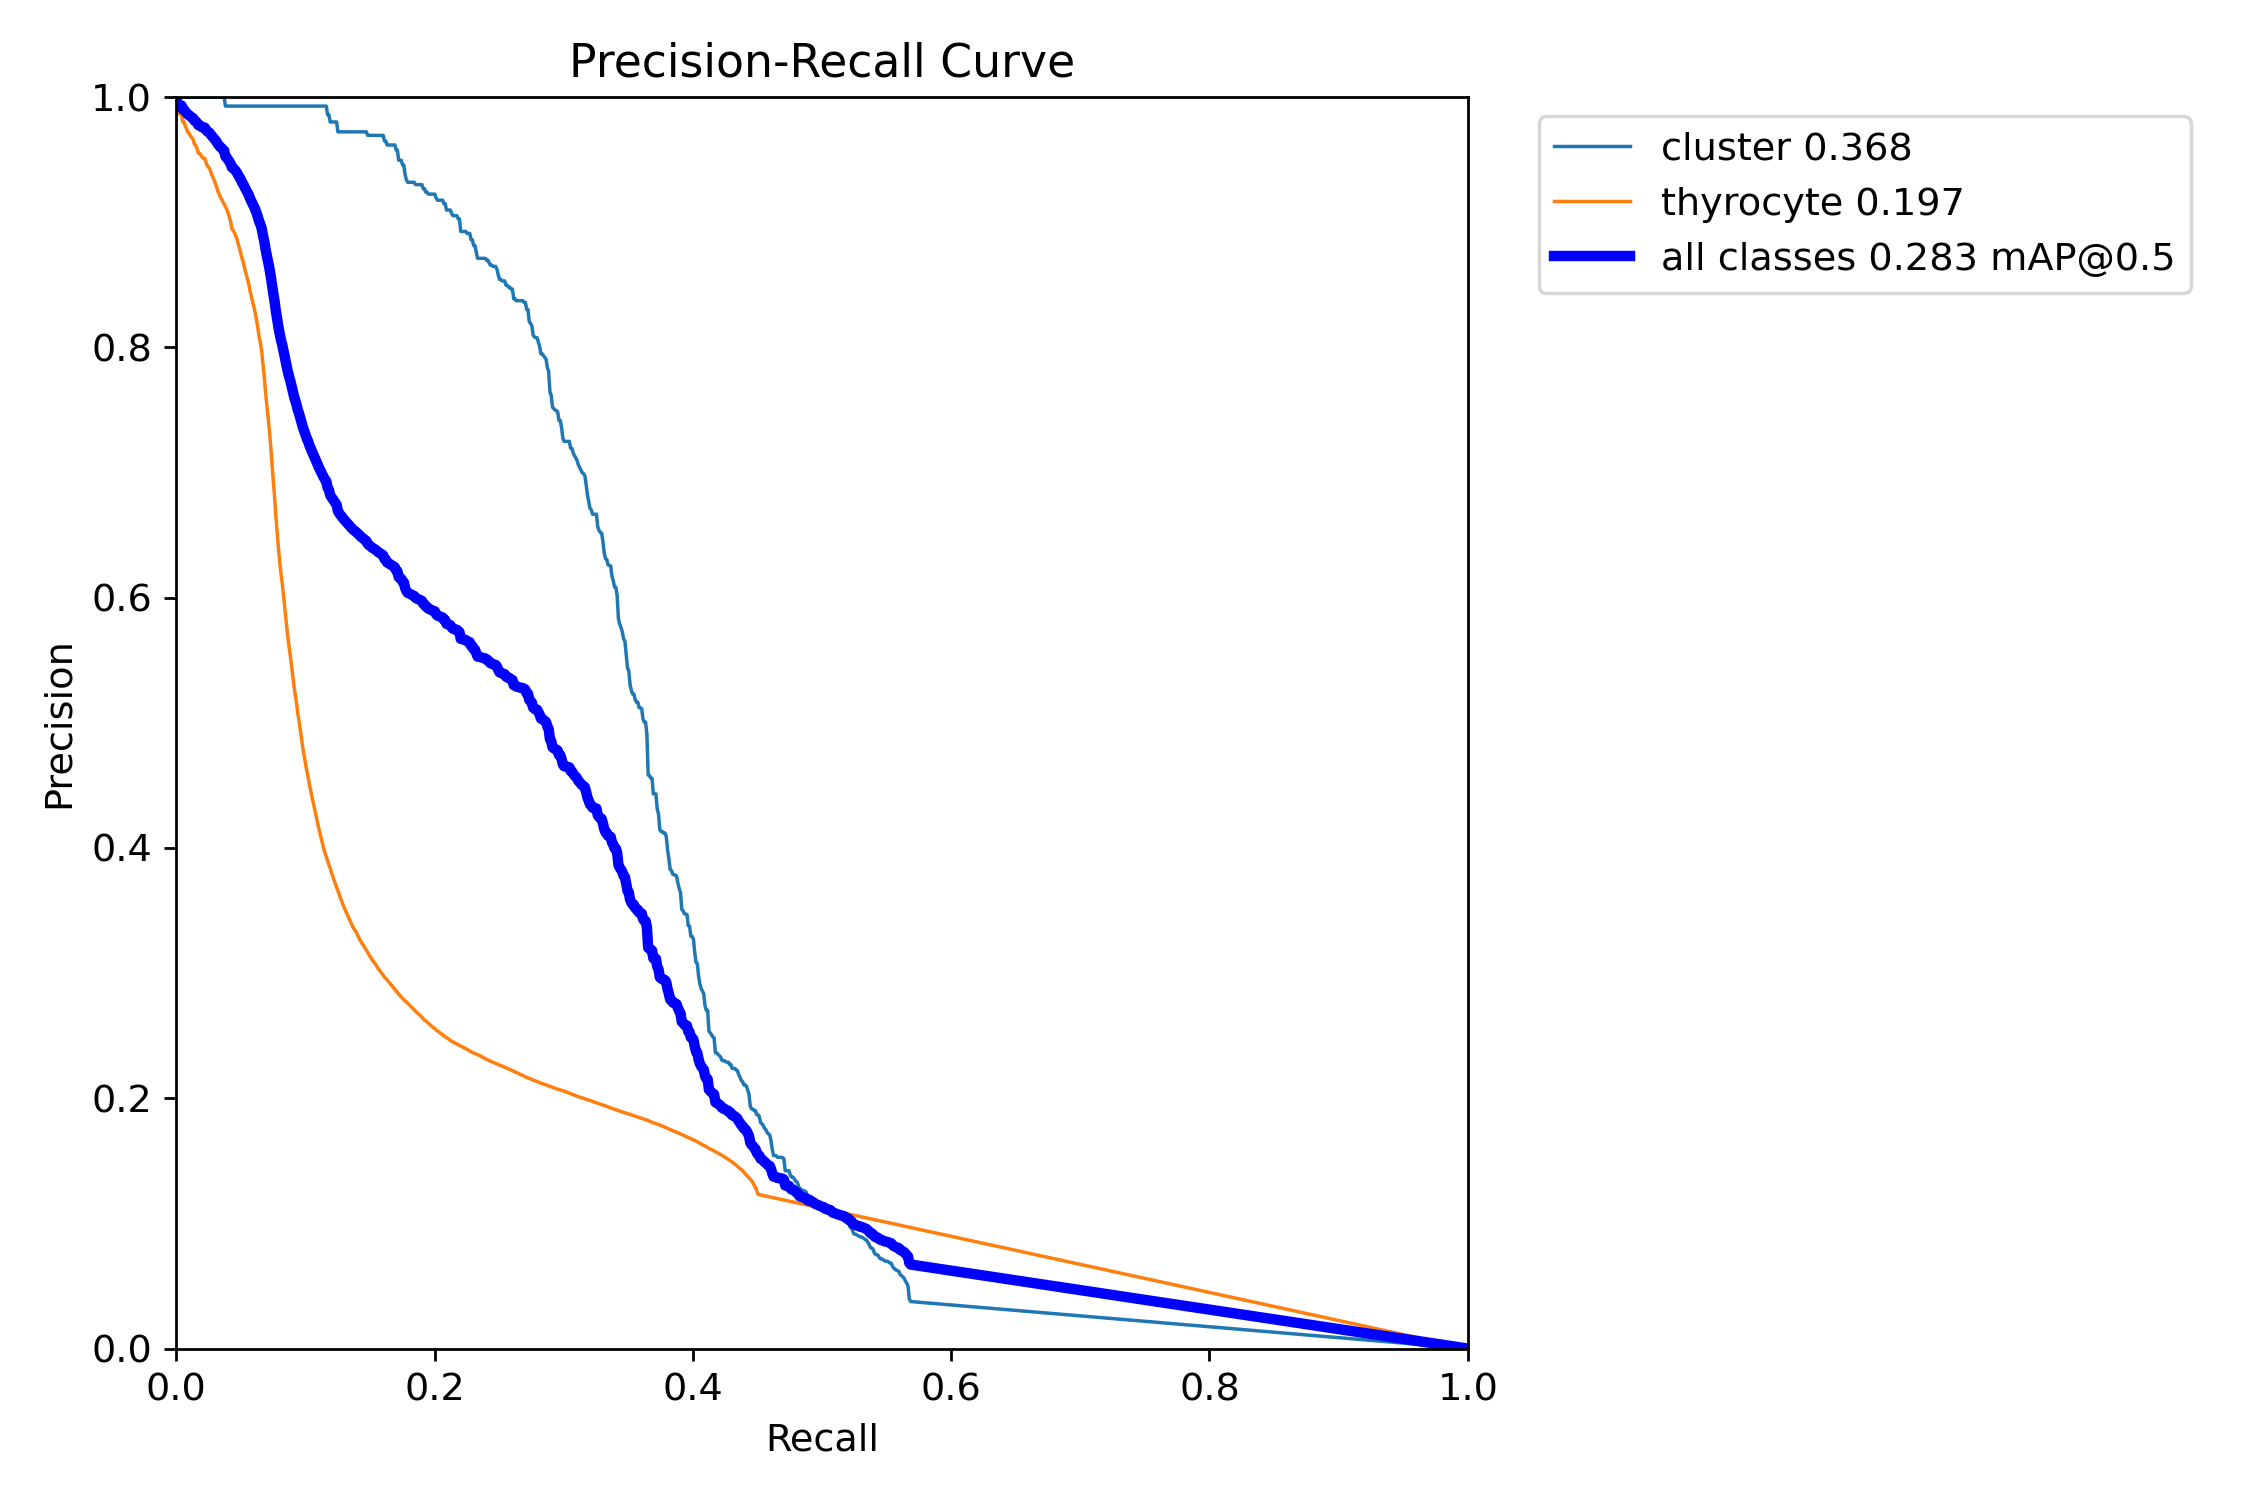 Precision-Recall Curve
1.0
0.8
0.6
0.4
0.2
0.0
Precision
0.0 0.2 0.4 0.6 0.8 1.0
Recall
cluster 0.368
thyrocyte 0.197
all classes 0.283 mAP@0.5